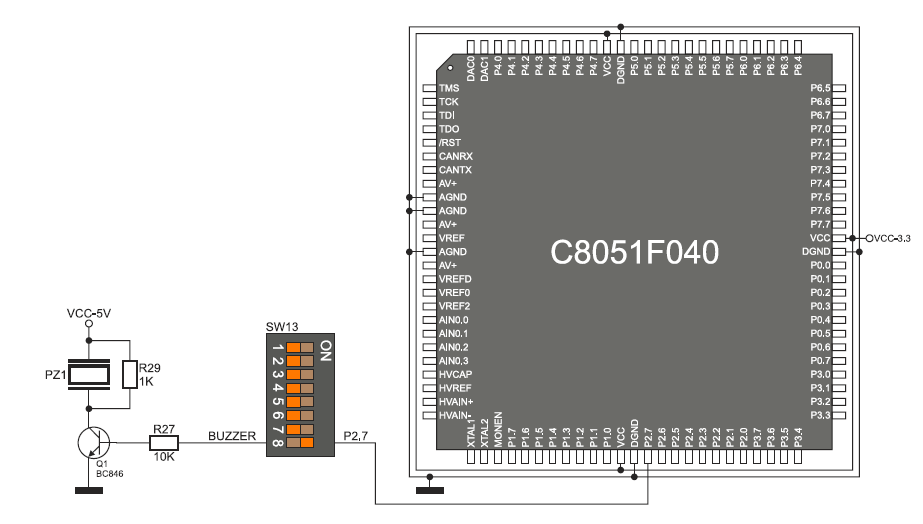 DAC0
DAC1
P4.0
P4.1
P4.2
P4.3
P4.4
P4.5
P4.6
P4.7
VCC
DGND
P5.0
P5.1
P5.2
P5.3
P5.4
P5.5
P5.6
P5.7
P6.0
P6.1
P6.2
P6.3
P6.4
TMS
TCK
TDI
TDO
/RST
CANRX
CANTX
AV+
AGND
AGND
AV+
VREF
AGND
AV+
VREFD
VREF0
VREF2
AIN0.0
AIN0.1
AIN0.2
AIN0.3
HVCAP
HVREF
HVAIN+
HVAIN-
C8051F040
P6.5
P6.6
P6.7
P7.0
P7.1
P7.2
P7.3
P7.4
P7.5
P7.6
P7.7
VCC
DGND
P0.0
P0.1
P0.2
P0.3
P0.4
P0.5
P0.6
P0.7
P3.0
P3.1
P3.2
P3.3
VCC-3.3
XTAL1
XTAL2
MONEN
P1.7
P1.6
P1.5
P1.4
P1.3
P1.2
P1.1
P1.0
VCC
DGND
P2.7
P2.6
P2.5
P2.4
P2.3
P2.2
P2.1
P2.0
P3.7
P3.6
P3.5
P3.4
VCC-5V
PZ1
R29
1K
R27
10K
Q1
BC846
BUZZER
SW13
ON
1
2
3
4
5
6
7
8
P2.7